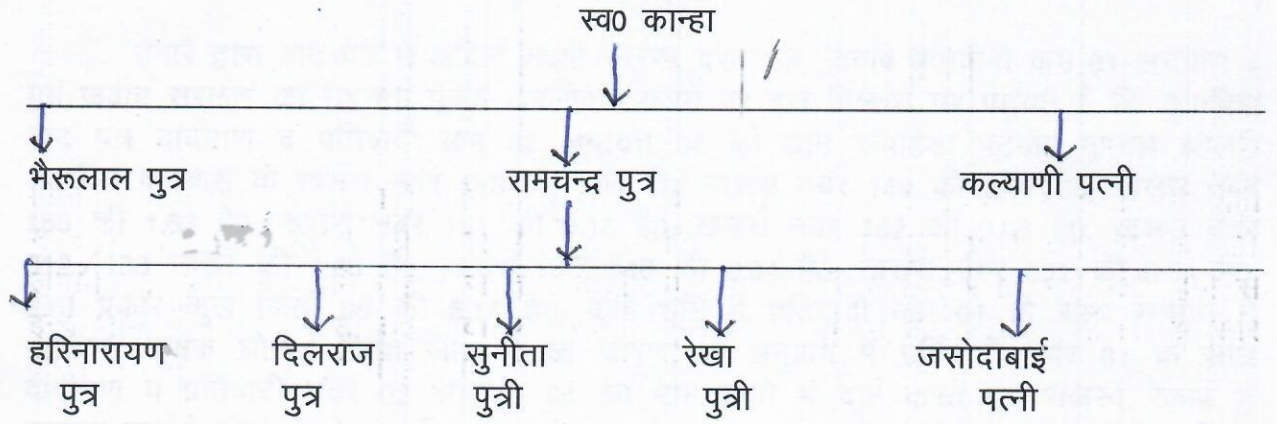 स्व0 कान्हा
भैरूलाल पुत्र रामचन्द्र पुत्र कल्याणी पत्नी
हरिनारायण दिलराज सुनीता रेखा जसोदाबाई
पुत्र पुत्र पुत्री पुत्री पत्नी